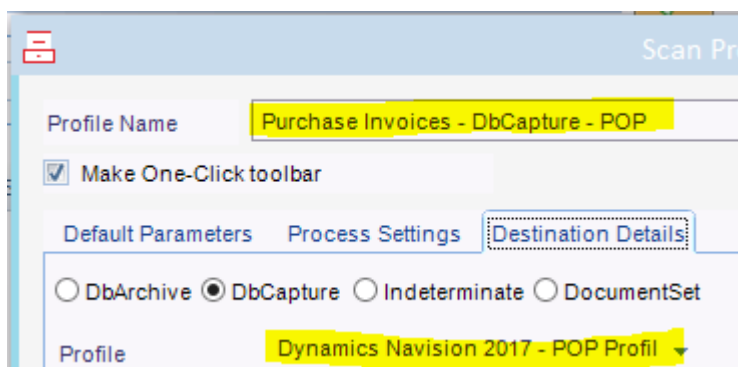 Scan Pr
Profile Name Purchase Invoices - DbCapture - POP
Make One-Click toolbar
Default Parameters Process Settings Destination Details
DbArchive DbCapture Indeterminate DocumentSet
Profile Dynamics Navision 2017 - POP Profil